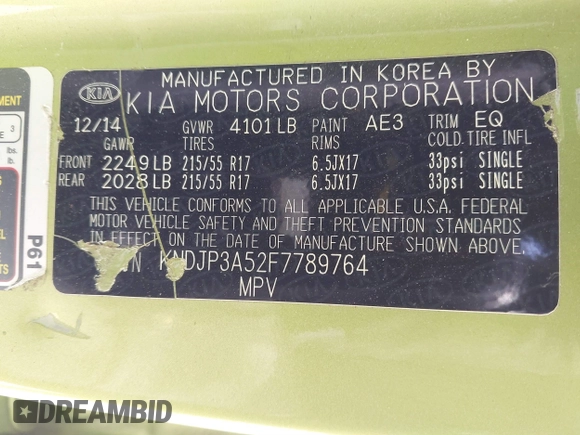 MANUFACTURED IN KOREA BY
KIA KIA MOTORS CORPORATION
12/14 GVWR 4101 LB PAINT AE3 TRIM EQ
GAWR TIRES RIMS COLD.TIRE INFL
FRONT 2249 LB 215/55 R17 6.5JX17 33psi SINGLE
REAR 2028 LB 215/55 R17 6.5JX17 33psi SINGLE
THIS VEHICLE CONFORMS TO ALL APPLICABLE U.S.A. FEDERAL
MOTOR VEHICLE SAFETY AND THEFT PREVENTION STANDARDS
IN EFFECT ON THE DATE OF MANUFACTURE SHOWN ABOVE.
KNDJP3A52F7789764
MPV
P61
3
lbs.
lb.
DREAMBID